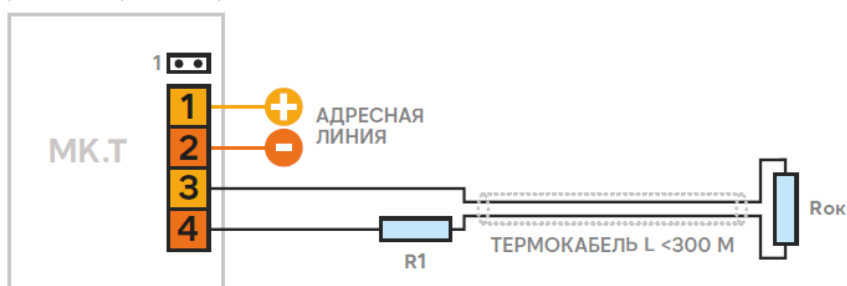 1
1
+
АДРЕСНАЯ
ЛИНИЯ
2
-
МК.Т
3
4
R1
ТЕРМОКАБЕЛЬ L <300 М
Rок